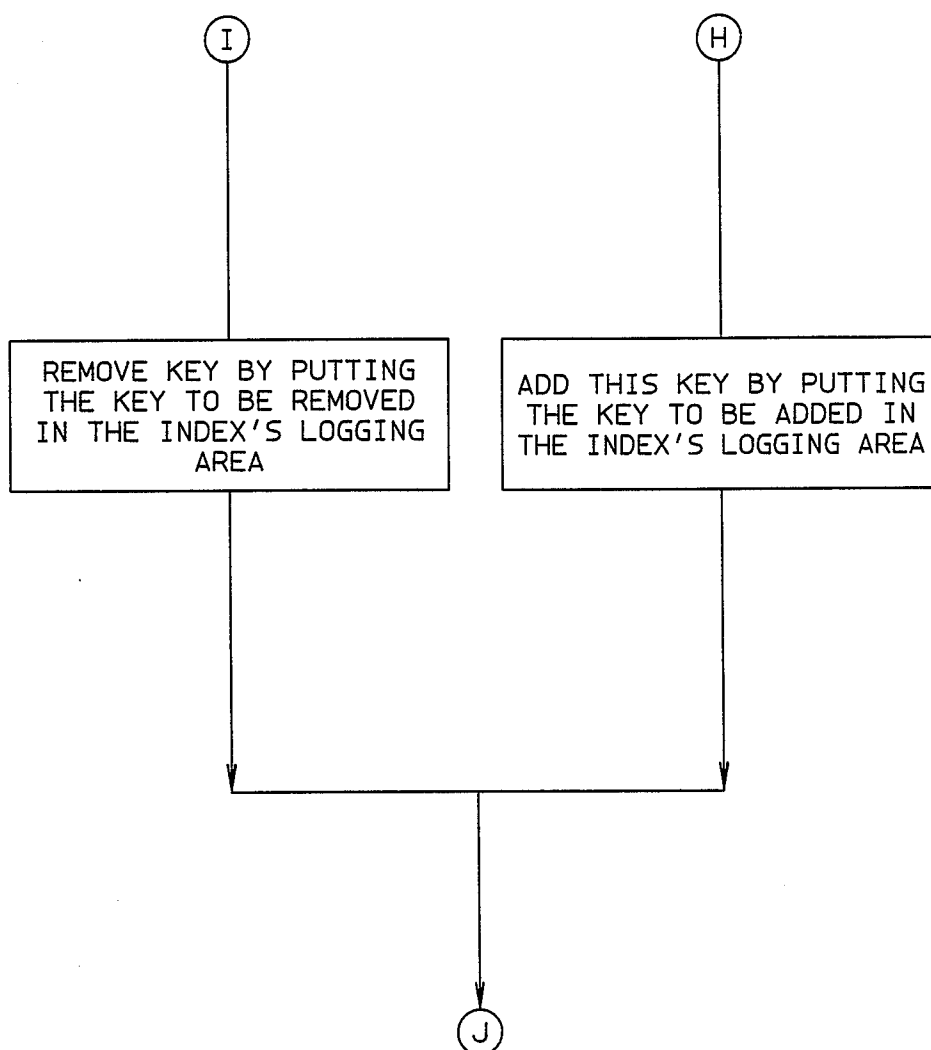 I
H
REMOVE KEY BY PUTTING
THE KEY TO BE REMOVED
IN THE INDEX'S LOGGING
AREA
ADD THIS KEY BY PUTTING
THE KEY TO BE ADDED IN
THE INDEX'S LOGGING AREA
J